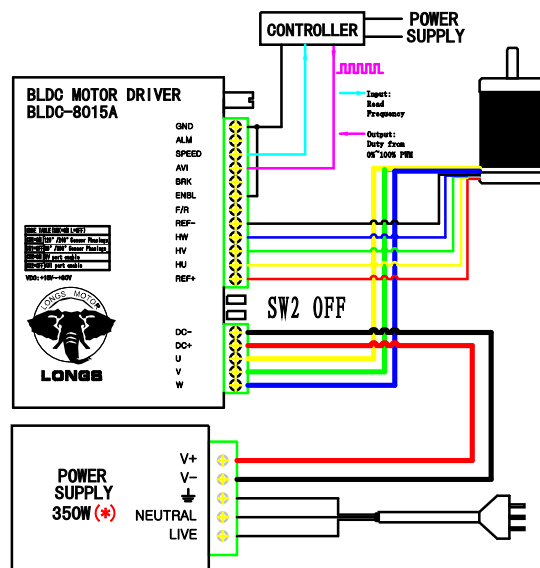 CONTROLLER
POWER
SUPPLY
BLDC MOTOR DRIVER
BLDC-8015A
Input:
Read
Frequency
Output:
Duty from
0%~100% PWM
GND
ALM
SPEED
AVI
BRK
ENBL
F/R
REF-
HW
HV
HU
REF+
VDC:+18V~+80V
LONGS MOTOR
LONGS
SW2 OFF
DC-
DC+
U
V
W
POWER
SUPPLY
350W(*)
V+
V-
NEUTRAL
LIVE